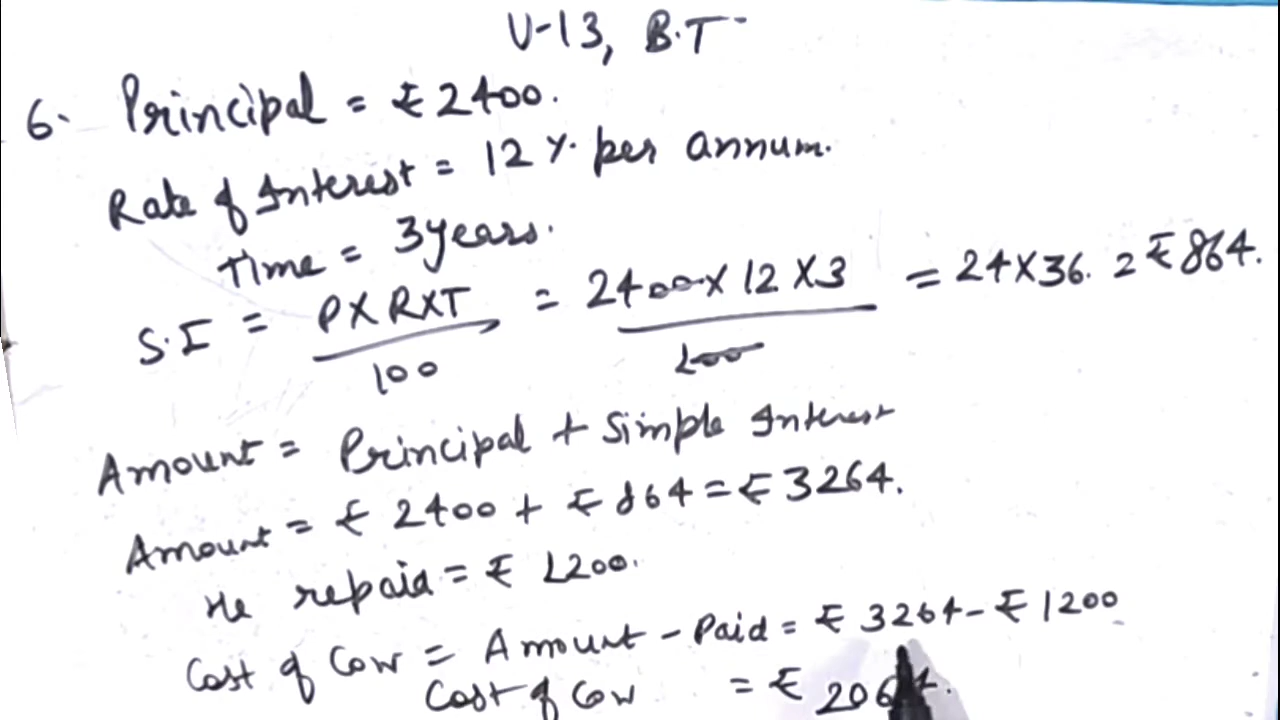 U-13, B.T
6. Principal = ₹ 2400.
Rate of Interest = 12 %. per annum.
Time = 3 years.
S.I = P X R X T / 100 = 2400 X 12 X 3 / 100 = 24 X 36. = ₹ 864.
Amount = Principal + Simple Interest
Amount = ₹ 2400 + ₹ 864 = ₹ 3264.
He repaid = ₹ 1200.
Cost of Cow = Amount - Paid = ₹ 3264 - ₹ 1200
Cost of Cow = ₹ 2064.